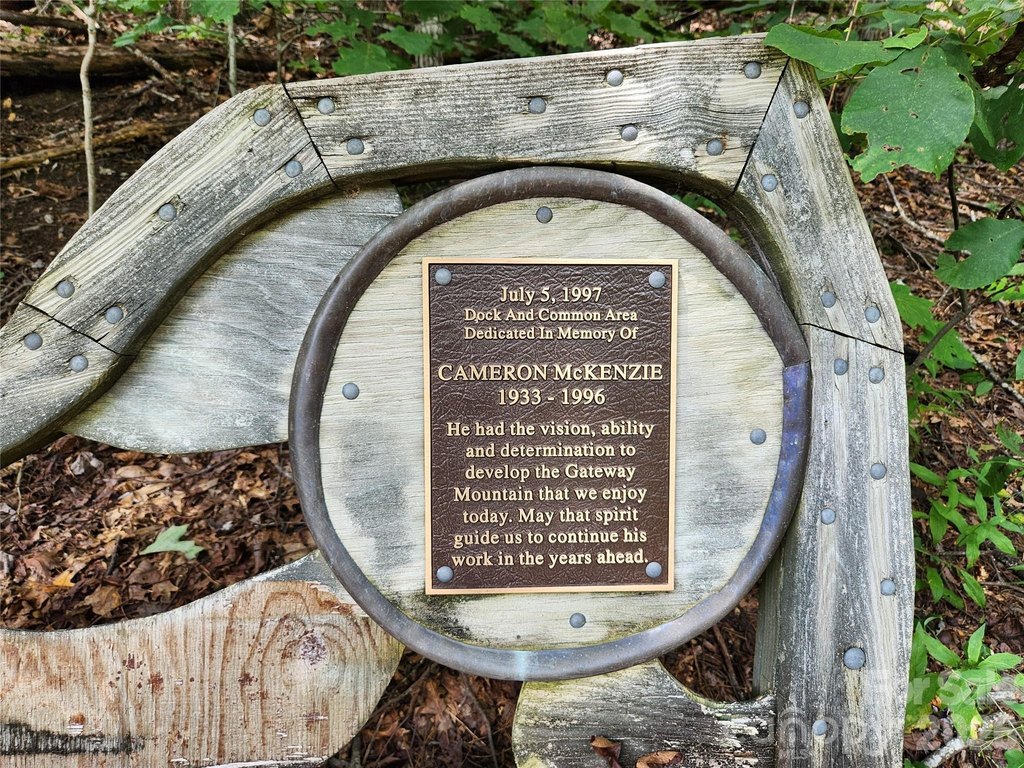 July 5, 1997
Dock And Common Area
Dedicated In Memory Of
CAMERON McKENZIE
1933 - 1996
He had the vision, ability
and determination to
develop the Gateway
Mountain that we enjoy
today. May that spirit
guide us to continue his
work in the years ahead.